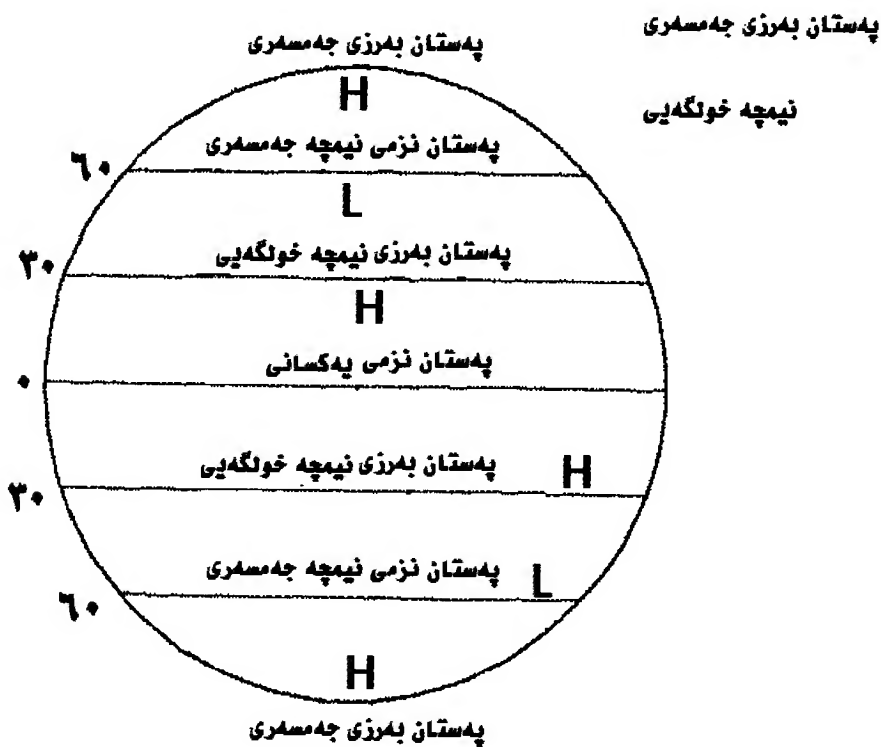 پەستان بەرزی جەمسەری
پەستان بەرزی جەمسەری
H
نیمچە خولگەیی
پەستان نزمی نیمچە جەمسەری
٦٠
L
پەستان بەرزی نیمچە خولگەیی
٣٠
H
پەستان نزمی یەکسانی
٠
پەستان بەرزی نیمچە خولگەیی H
٣٠
پەستان نزمی نیمچە جەمسەری L
٦٠
H
پەستان بەرزی جەمسەری